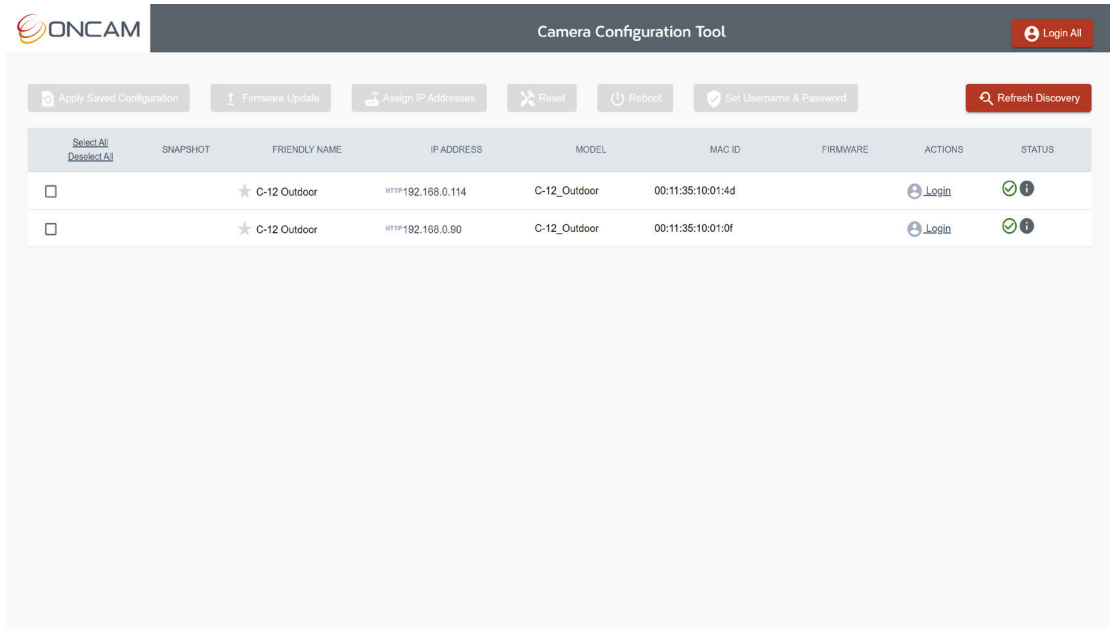 ONCAM
Camera Configuration Tool
Login All
Apply Saved Configuration
Firmware Update
Assign IP Addresses
Reset
Reboot
Set Username & Password
Refresh Discovery
Select All
Deselect All
SNAPSHOT
FRIENDLY NAME
IP ADDRESS
MODEL
MAC ID
FIRMWARE
ACTIONS
STATUS
C-12 Outdoor HTTP 192.168.0.114 C-12_Outdoor 00:11:35:10:01:4d Login
C-12 Outdoor HTTP 192.168.0.90 C-12_Outdoor 00:11:35:10:01:0f Login